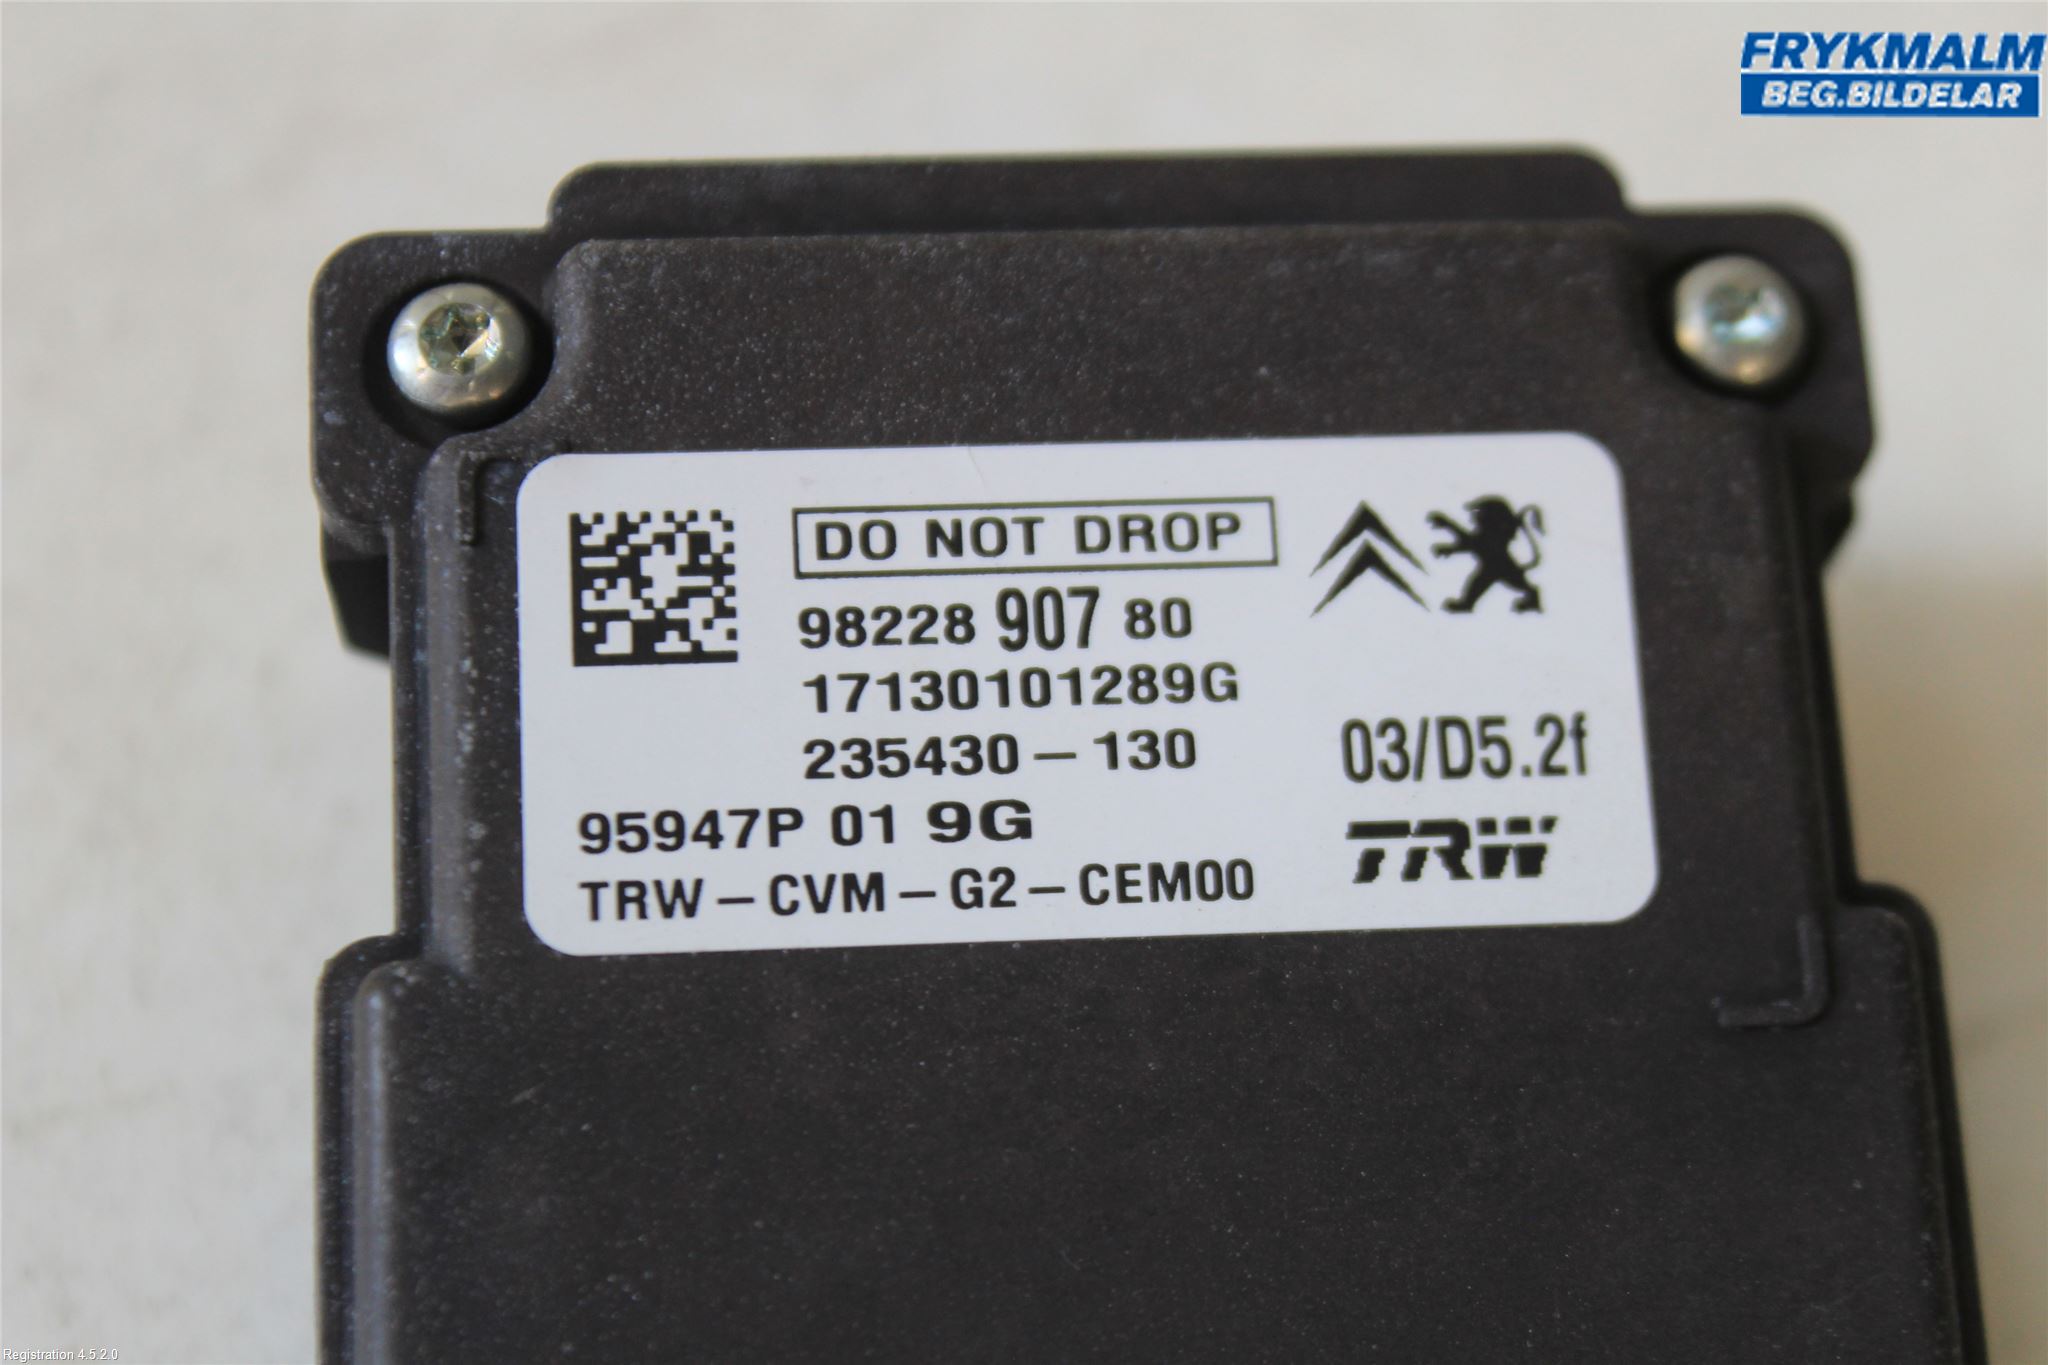 FRYKMALM
BEG.BILDELAR
DO NOT DROP
98228 907 80
17130101289G
235430-130
03/D5.2f
95947P 01 9G
TRW
TRW-CVM-G2-CEM00
Registration 4.5.2.0